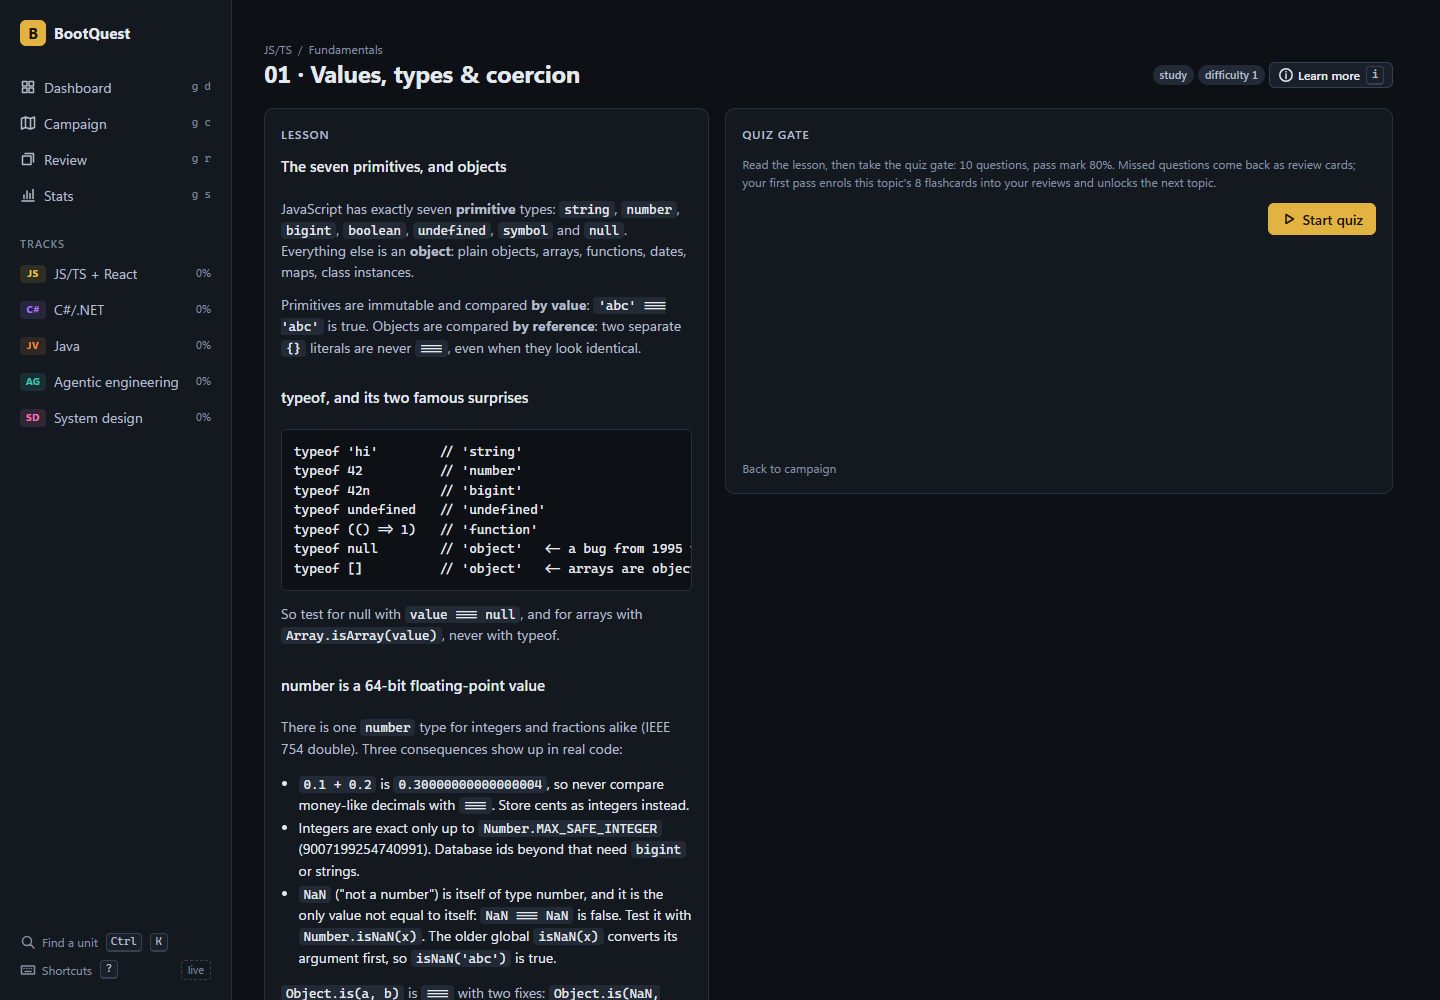 B BootQuest
Dashboard g d
Campaign g c
Review g r
Stats g s
TRACKS
JS JS/TS + React 0%
C# C#/.NET 0%
JV Java 0%
AG Agentic engineering 0%
SD System design 0%
Find a unit Ctrl K
Shortcuts ? live
JS/TS / Fundamentals
01 · Values, types & coercion
study difficulty 1 Learn more i
LESSON
The seven primitives, and objects
JavaScript has exactly seven primitive types: string, number,
bigint, boolean, undefined, symbol and null.
Everything else is an object: plain objects, arrays, functions, dates,
maps, class instances.
Primitives are immutable and compared by value: 'abc' ===
'abc' is true. Objects are compared by reference: two separate
{} literals are never ===, even when they look identical.
typeof, and its two famous surprises
typeof 'hi' // 'string'
typeof 42 // 'number'
typeof 42n // 'bigint'
typeof undefined // 'undefined'
typeof (() => 1) // 'function'
typeof null // 'object' <- a bug from 1995
typeof [] // 'object' <- arrays are objec
So test for null with value === null, and for arrays with
Array.isArray(value), never with typeof.
number is a 64-bit floating-point value
There is one number type for integers and fractions alike (IEEE
754 double). Three consequences show up in real code:
• 0.1 + 0.2 is 0.30000000000000004, so never compare
money-like decimals with ===. Store cents as integers instead.
• Integers are exact only up to Number.MAX_SAFE_INTEGER
(9007199254740991). Database ids beyond that need bigint
or strings.
• NaN ("not a number") is itself of type number, and it is the
only value not equal to itself: NaN === NaN is false. Test it with
Number.isNaN(x). The older global isNaN(x) converts its
argument first, so isNaN('abc') is true.
Object.is(a, b) is === with two fixes: Object.is(NaN,
QUIZ GATE
Read the lesson, then take the quiz gate: 10 questions, pass mark 80%. Missed questions come back as review cards;
your first pass enrols this topic's 8 flashcards into your reviews and unlocks the next topic.
Start quiz
Back to campaign